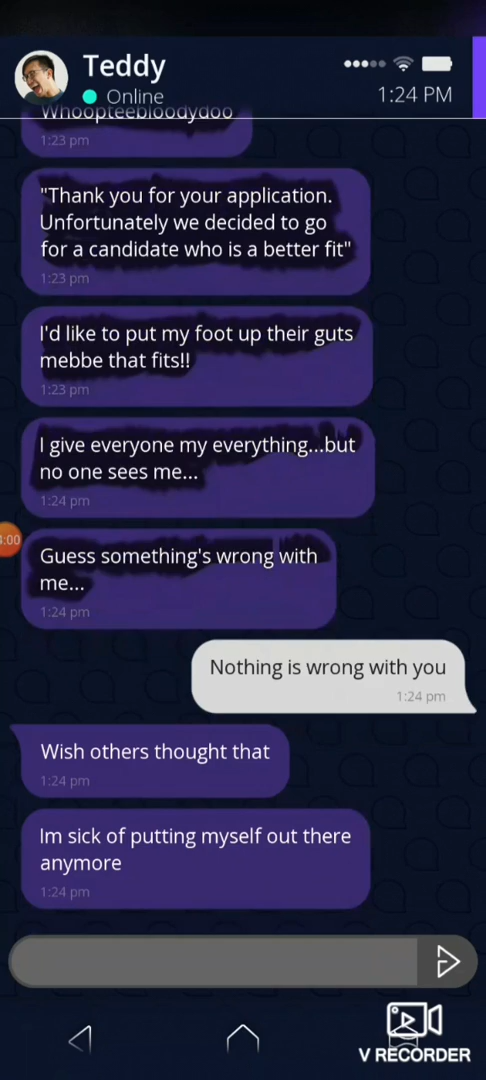 Teddy
Online
1:24 PM
Whoopteebloodydoo
1:23 pm
"Thank you for your application.
Unfortunately we decided to go
for a candidate who is a better fit"
1:23 pm
I'd like to put my foot up their guts
mebbe that fits!!
1:23 pm
I give everyone my everything...but
no one sees me...
1:24 pm
:00
Guess something's wrong with
me...
1:24 pm
Nothing is wrong with you
1:24 pm
Wish others thought that
1:24 pm
Im sick of putting myself out there
anymore
1:24 pm
V RECORDER